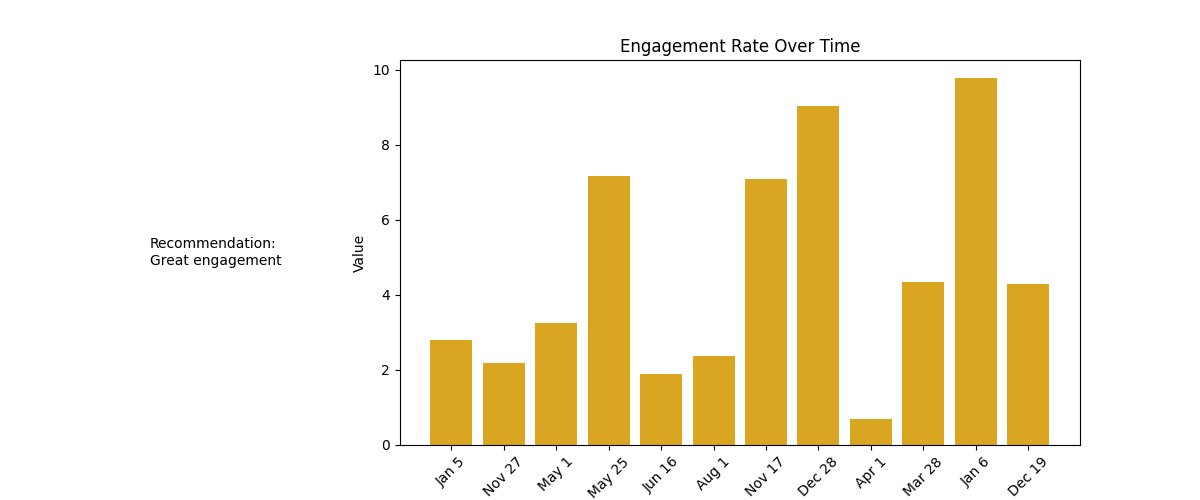 Engagement Rate Over Time
Recommendation:
Great engagement
Value
10
8
6
4
2
0
Jan 5
Nov 27
May 1
May 25
Jun 16
Aug 1
Nov 17
Dec 28
Apr 1
Mar 28
Jan 6
Dec 19